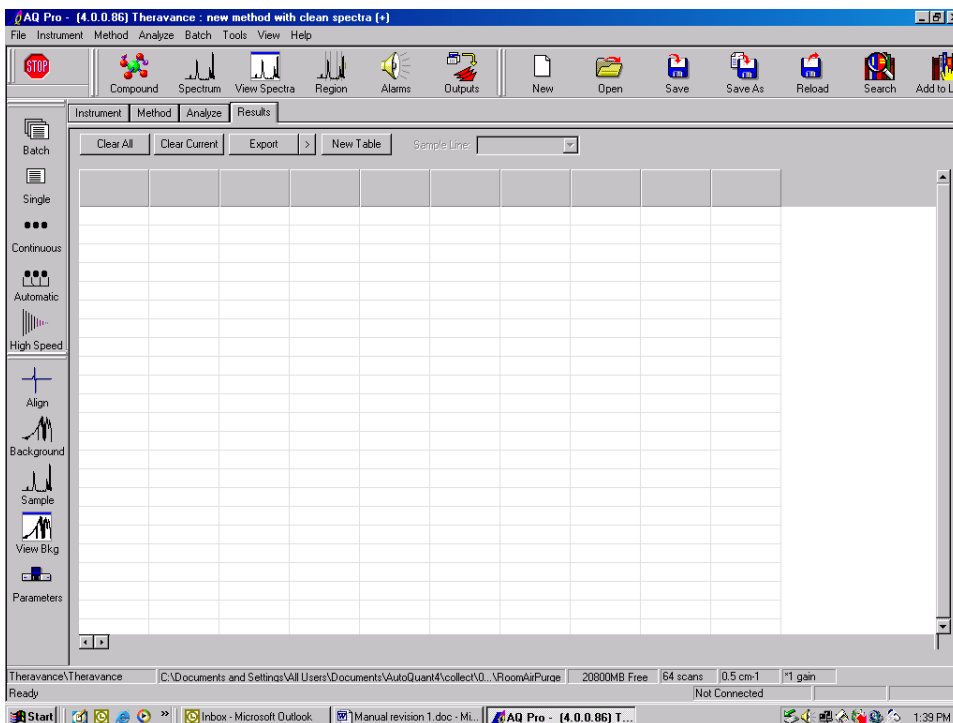 AQ Pro - (4.0.0.86) Theravance : new method with clean spectra (+)
File Instrument Method Analyze Batch Tools View Help
STOP Compound Spectrum View Spectra Region Alarms Outputs New Open Save Save As Reload Search Add to L
Instrument Method Analyze Results
Clear All Clear Current Export > New Table Sample Line:
Batch
Single
Continuous
Automatic
High Speed
Align
Background
Sample
View Bkg
Parameters
Theravance\Theravance C:\Documents and Settings\All Users\Documents\AutoQuant4\collect\0...\RoomAirPurge 20800MB Free 64 scans 0.5 cm-1 *1 gain
Ready Not Connected
Start » Inbox - Microsoft Outlook Manual revision 1.doc - Mi... AQ Pro - (4.0.0.86) T... 1:39 PM